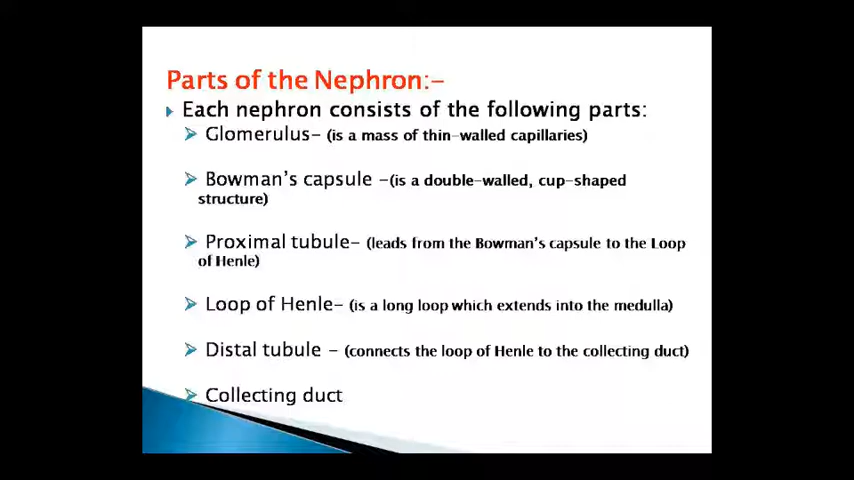 Parts of the Nephron:-
Each nephron consists of the following parts:
Glomerulus- (is a mass of thin-walled capillaries)
Bowman's capsule -(is a double-walled, cup-shaped
structure)
Proximal tubule- (leads from the Bowman's capsule to the Loop
of Henle)
Loop of Henle- (is a long loop which extends into the medulla)
Distal tubule - (connects the loop of Henle to the collecting duct)
Collecting duct